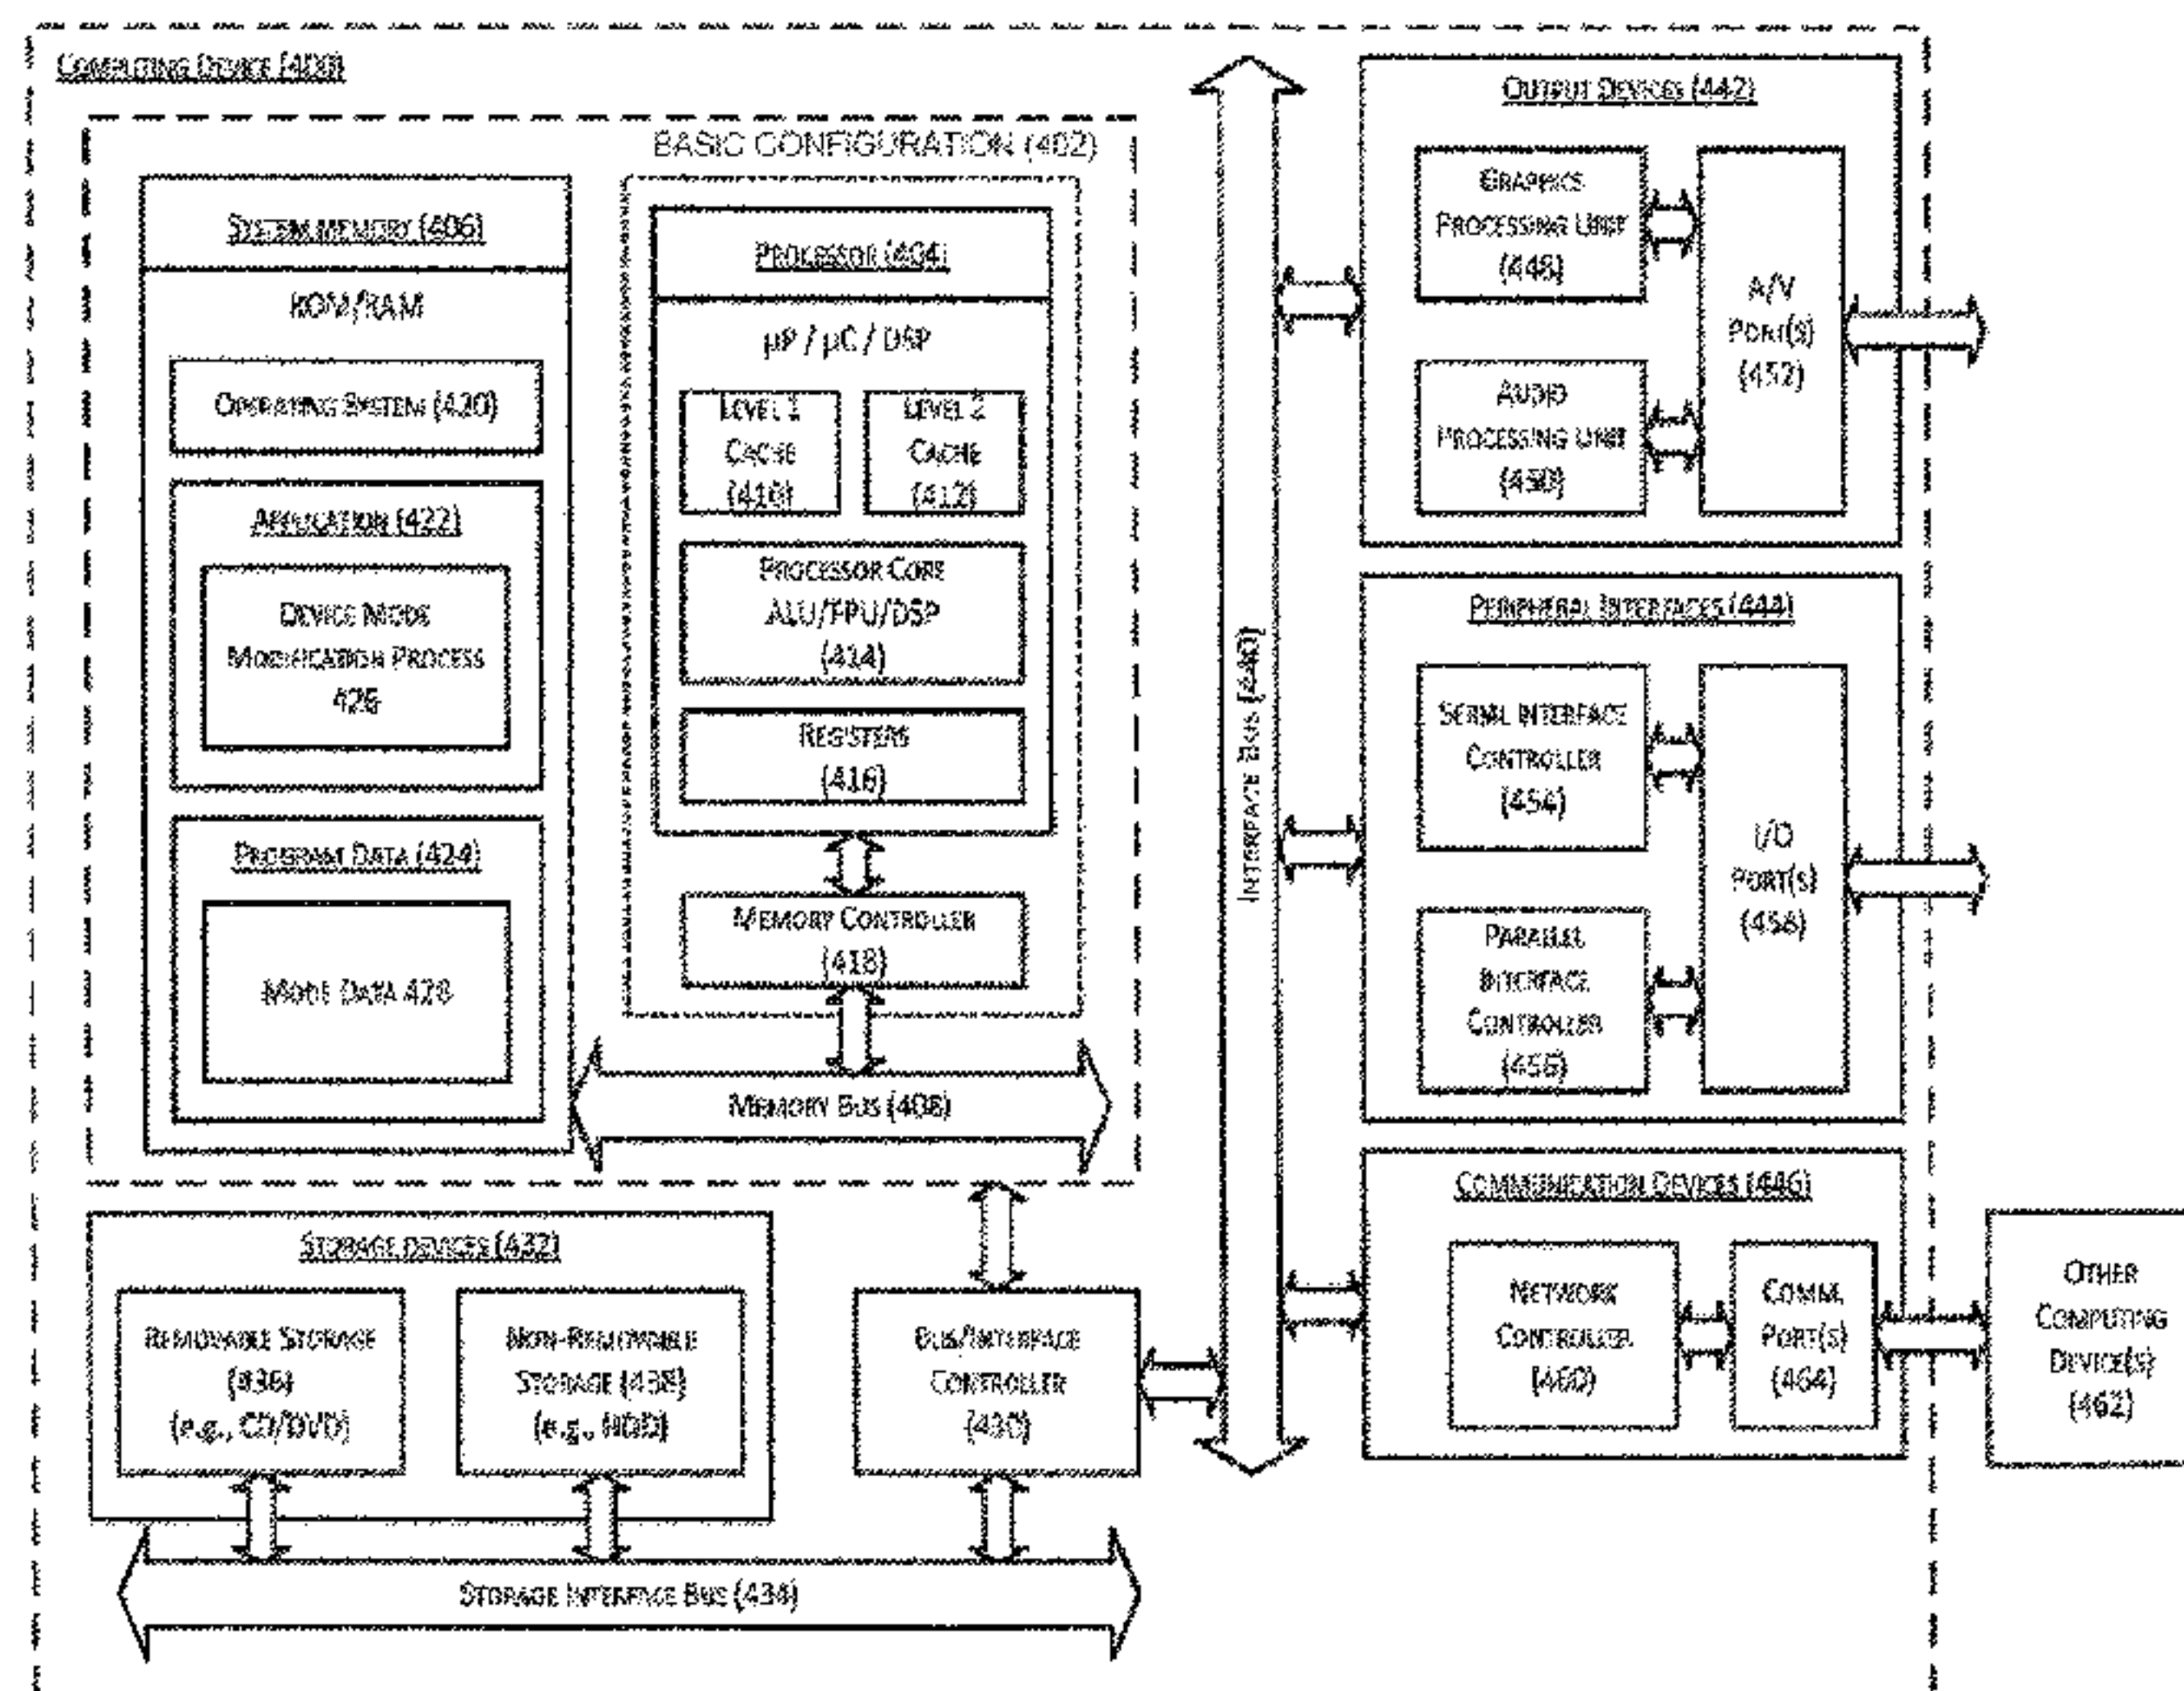 COMPUTING DEVICE (400)
BASIC CONFIGURATION (402)
SYSTEM MEMORY (406)
ROM/RAM
OPERATING SYSTEM (420)
APPLICATION (422)
DEVICE MODE
MODIFICATION PROCESS
426
PROGRAM DATA (424)
MODE DATA 428
PROCESSOR (404)
µP / µC / DSP
LEVEL 1
CACHE
(410)
LEVEL 2
CACHE
(412)
PROCESSOR CORE
ALU/FPU/DSP
(414)
REGISTERS
(416)
MEMORY CONTROLLER
(418)
MEMORY BUS (408)
STORAGE DEVICES (432)
REMOVABLE STORAGE
(436)
(e.g., CD/DVD)
NON-REMOVABLE
STORAGE (438)
(e.g., HDD)
BUS/INTERFACE
CONTROLLER
(430)
STORAGE INTERFACE BUS (434)
INTERFACE BUS (440)
OUTPUT DEVICES (442)
GRAPHICS
PROCESSING UNIT
(448)
AUDIO
PROCESSING UNIT
(450)
A/V
PORT(S)
(452)
PERIPHERAL INTERFACES (444)
SERIAL INTERFACE
CONTROLLER
(454)
PARALLEL
INTERFACE
CONTROLLER
(456)
I/O
PORT(S)
(458)
COMMUNICATION DEVICES (446)
NETWORK
CONTROLLER
(460)
COMM.
PORT(S)
(464)
OTHER
COMPUTING
DEVICE(S)
(462)